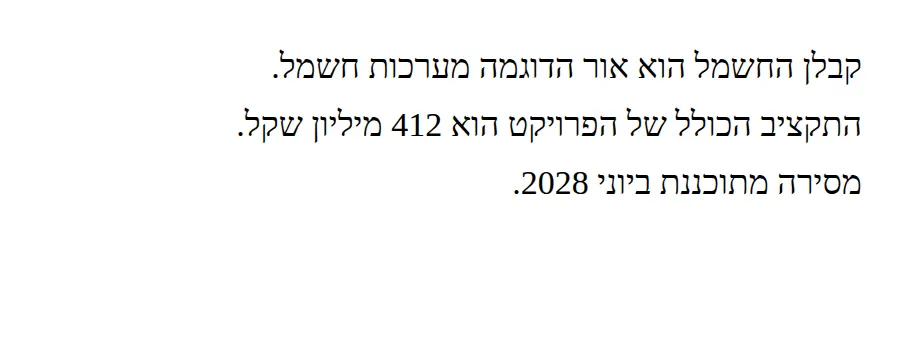 קבלן החשמל הוא אור הדוגמה מערכות חשמל.
התקציב הכולל של הפרויקט הוא 412 מיליון שקל.
מסירה מתוכננת ביוני 2028.